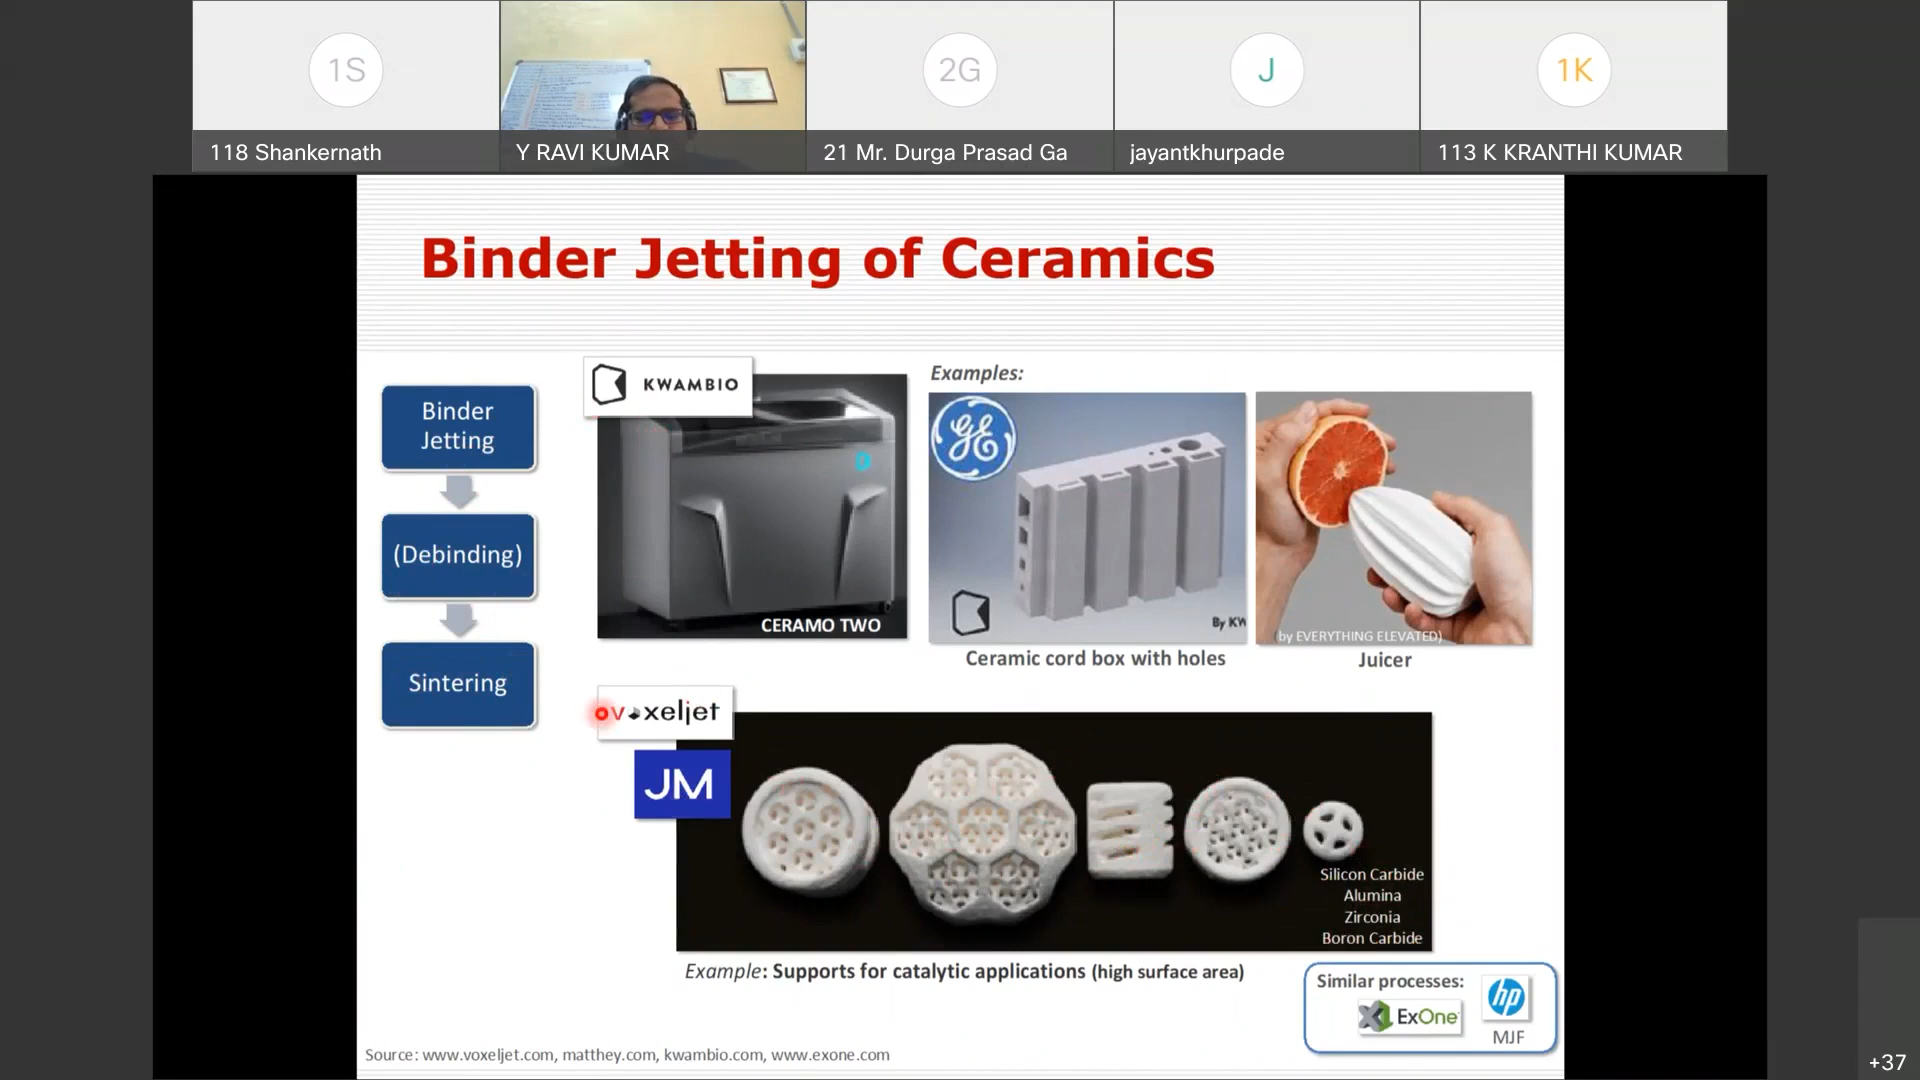 1S
2G
J
1K
118 Shankernath
Y RAVI KUMAR
21 Mr. Durga Prasad Ga
jayantkhurpade
113 K KRANTHI KUMAR
Binder Jetting of Ceramics
Binder
Jetting
(Debinding)
Sintering
KWAMBIO
CERAMO TWO
Examples:
GE
By KW
(by EVERYTHING ELEVATED)
Ceramic cord box with holes
Juicer
voxeljet
JM
Silicon Carbide
Alumina
Zirconia
Boron Carbide
Example: Supports for catalytic applications (high surface area)
Similar processes:
ExOne
hp
MJF
Source: www.voxeljet.com, matthey.com, kwambio.com, www.exone.com
+37